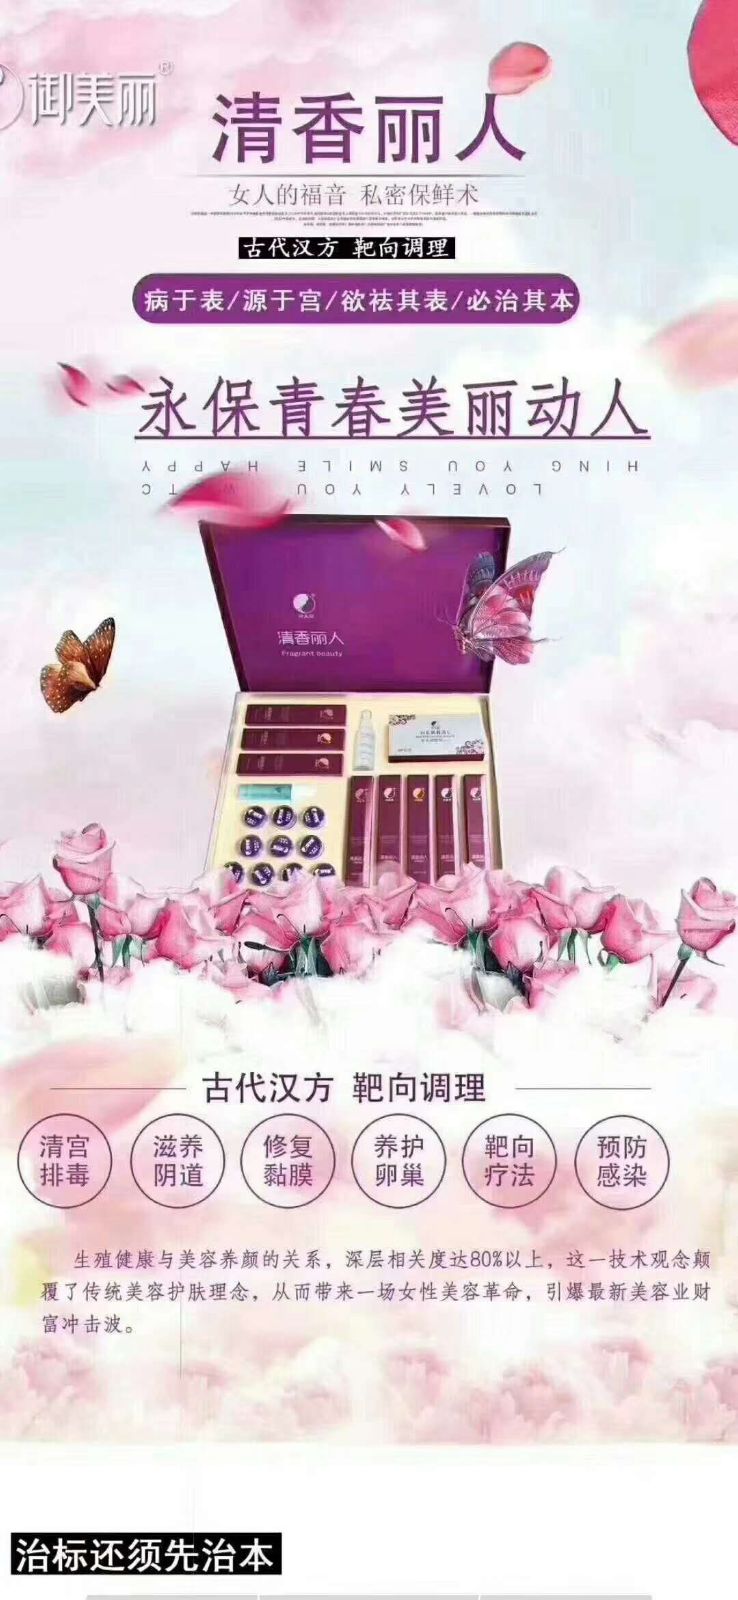 御美丽®
清香丽人
女人的福音 私密保鲜术
古代汉方 靶向调理
病于表/源于宫/欲祛其表/必治其本
永保青春美丽动人
HING YOU SMILE HAPPY
LOVELY YOU
清香丽人
Fragrant beauty
古代汉方 靶向调理
清宫
排毒
滋养
阴道
修复
黏膜
养护
卵巢
靶向
疗法
预防
感染
生殖健康与美容养颜的关系，深层相关度达80%以上，这一技术观念颠
覆了传统美容护肤理念，从而带来一场女性美容革命，引爆最新美容业财
富冲击波。
治标还须先治本